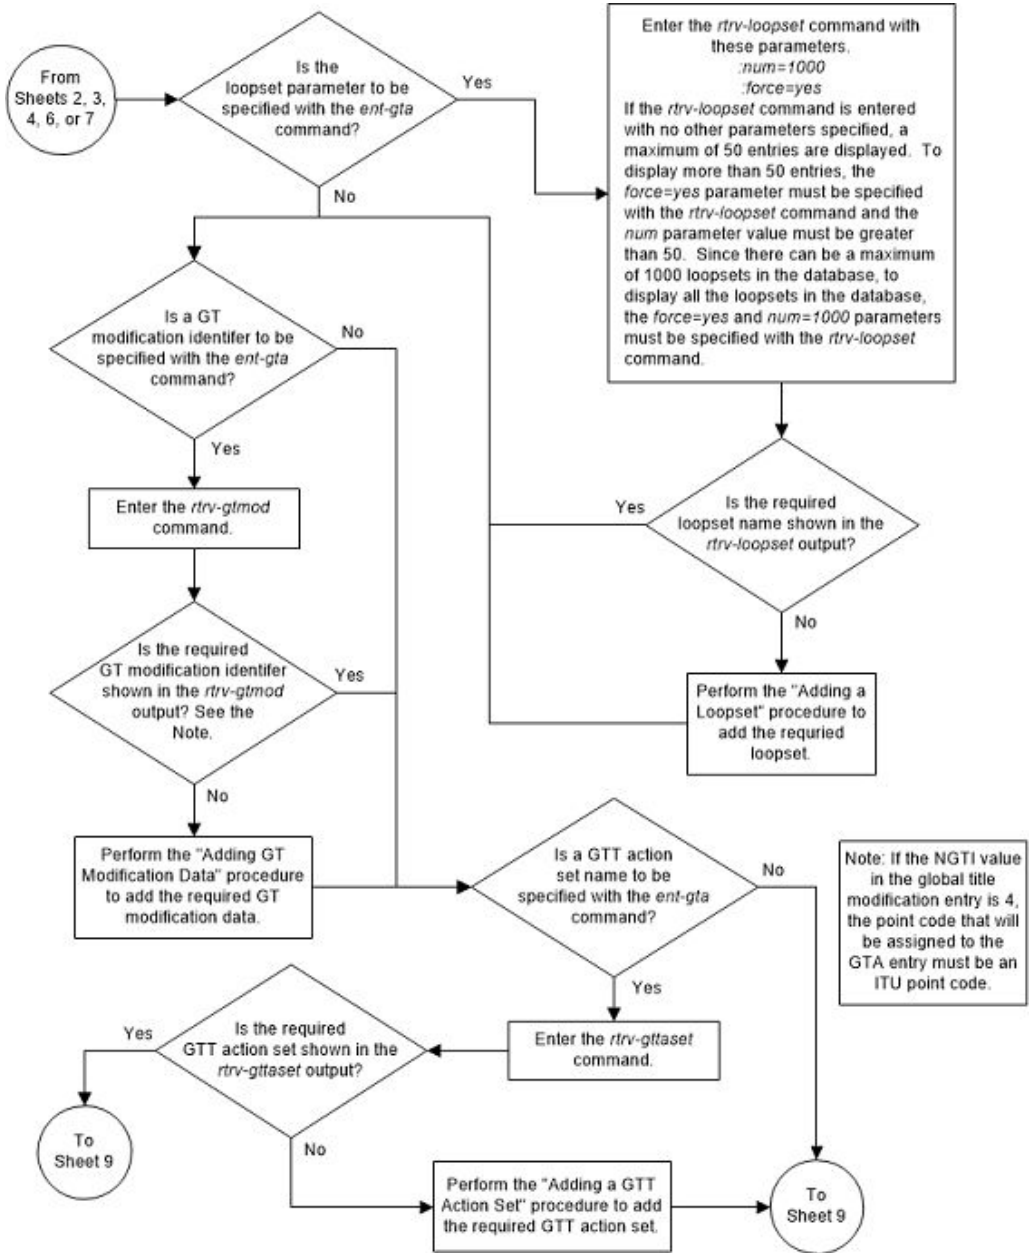 From
Sheets 2, 3,
4, 6, or 7
Is the
loopset parameter to be
specified with the ent-gta
command?
Yes
No
Enter the rtrv-loopset command with
these parameters.
:num=1000
:force=yes
If the rtrv-loopset command is entered
with no other parameters specified, a
maximum of 50 entries are displayed. To
display more than 50 entries, the
force=yes parameter must be specified
with the rtrv-loopset command and the
num parameter value must be greater
than 50. Since there can be a maximum
of 1000 loopsets in the database, to
display all the loopsets in the database,
the force=yes and num=1000 parameters
must be specified with the rtrv-loopset
command.
Is a GT
modification identifer to be
specified with the ent-gta
command?
No
Yes
Enter the rtrv-gtmod
command.
Is the required
loopset name shown in the
rtrv-loopset output?
Yes
No
Is the required
GT modification identifer
shown in the rtrv-gtmod
output? See the
Note.
Yes
No
Perform the "Adding a
Loopset" procedure to
add the requried
loopset.
Perform the "Adding GT
Modification Data" procedure
to add the required GT
modification data.
Is a GTT action
set name to be
specified with the ent-gta
command?
No
Yes
Note: If the NGTI value
in the global title
modification entry is 4,
the point code that will
be assigned to the
GTA entry must be an
ITU point code.
Enter the rtrv-gttaset
command.
Is the required
GTT action set shown in the
rtrv-gttaset output?
Yes
No
To
Sheet 9
Perform the "Adding a GTT
Action Set" procedure to add
the required GTT action set.
To
Sheet 9